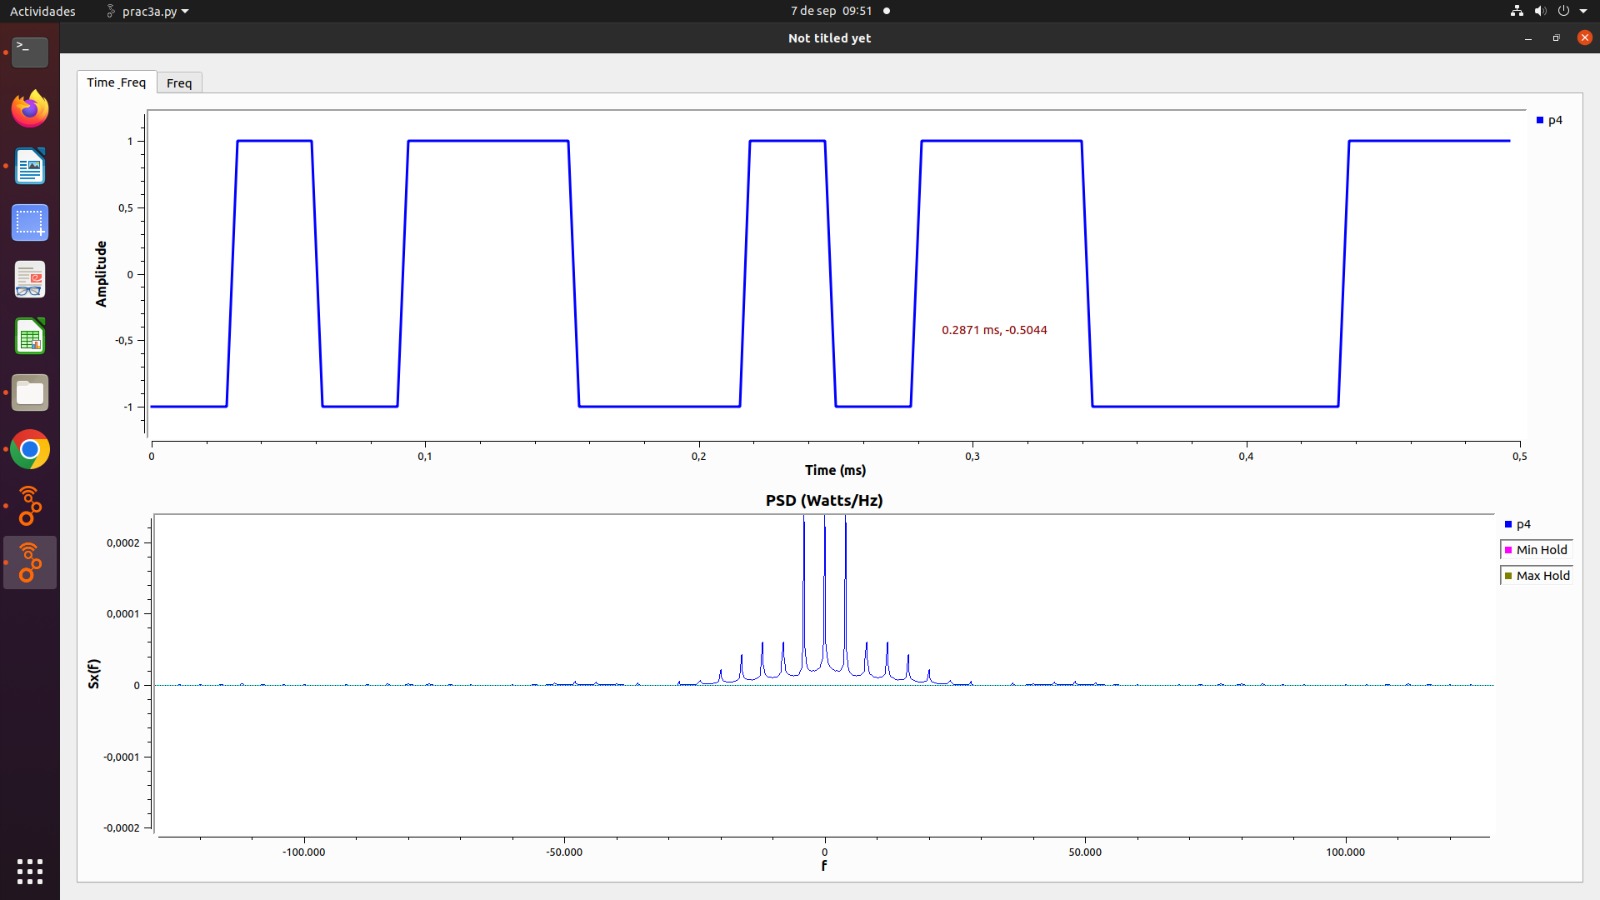 Actividades prac3a.py 7 de sep 09:51
Not titled yet
Time_Freq Freq
p4
1
0,5
0
-0,5
-1
Amplitude
0.2871 ms, -0.5044
0 0,1 0,2 0,3 0,4 0,5
Time (ms)
PSD (Watts/Hz)
p4
Min Hold
Max Hold
0,0002
0,0001
0
-0,0001
-0,0002
Sx(f)
-100.000 -50.000 0 50.000 100.000
f